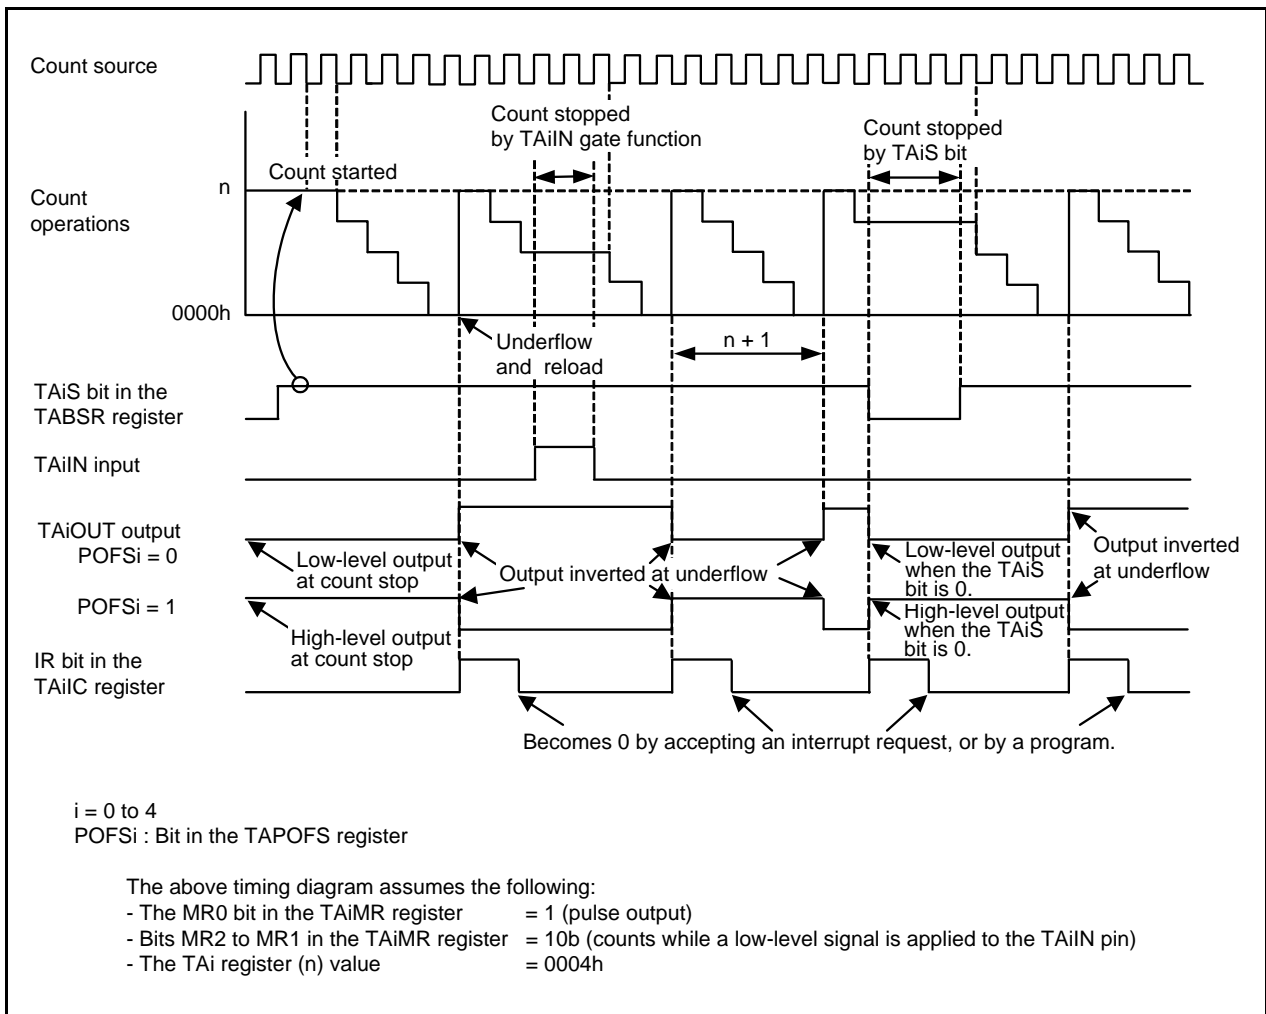 Count source
Count stopped
by TAiIN gate function
Count stopped
by TAiS bit
Count started
n
Count
operations
0000h
Underflow
and reload
n + 1
TAiS bit in the
TABSR register
TAiIN input
TAiOUT output
POFSi = 0
Low-level output
at count stop
Output inverted at underflow
Low-level output
when the TAiS
bit is 0.
Output inverted
at underflow
POFSi = 1
High-level output
at count stop
High-level output
when the TAiS
bit is 0.
IR bit in the
TAiIC register
Becomes 0 by accepting an interrupt request, or by a program.
i = 0 to 4
POFSi : Bit in the TAPOFS register
The above timing diagram assumes the following:
- The MR0 bit in the TAiMR register = 1 (pulse output)
- Bits MR2 to MR1 in the TAiMR register = 10b (counts while a low-level signal is applied to the TAiIN pin)
- The TAi register (n) value = 0004h